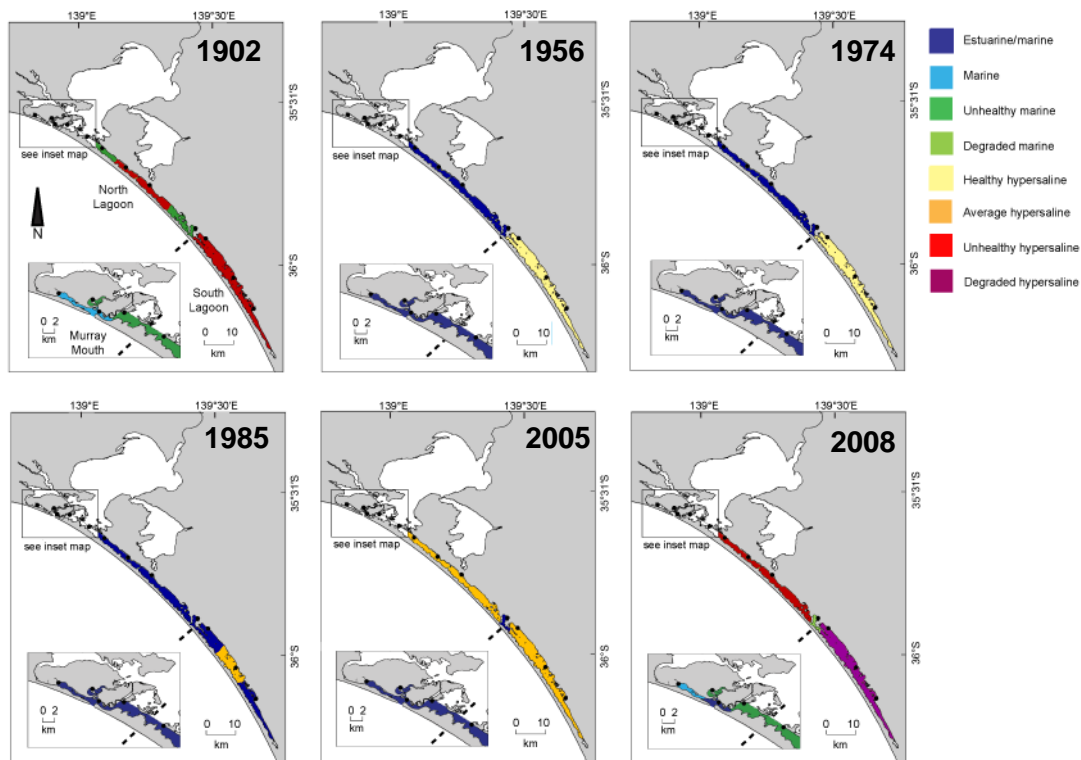 139°E
139°30'E
1902
35°31'S
see inset map
North
Lagoon
N
36°S
South
Lagoon
0 2
km
Murray
Mouth
0 10
km
139°E
139°30'E
1956
35°31'S
see inset map
36°S
0 2
km
0 10
km
139°E
139°30'E
1974
35°31'S
see inset map
36°S
0 2
km
0 10
km
Estuarine/marine
Marine
Unhealthy marine
Degraded marine
Healthy hypersaline
Average hypersaline
Unhealthy hypersaline
Degraded hypersaline
139°E
139°30'E
1985
35°31'S
see inset map
36°S
0 2
km
0 10
km
139°E
139°30'E
2005
35°31'S
see inset map
36°S
0 2
km
0 10
km
139°E
139°30'E
2008
35°31'S
see inset map
36°S
0 2
km
0 10
km